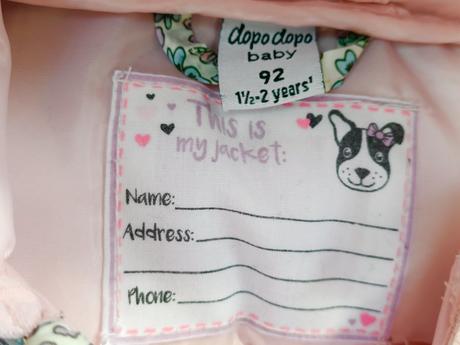 dopo dopo
baby
92
1½-2 years'
This is
my jacket:
Name:
Address:
Phone: